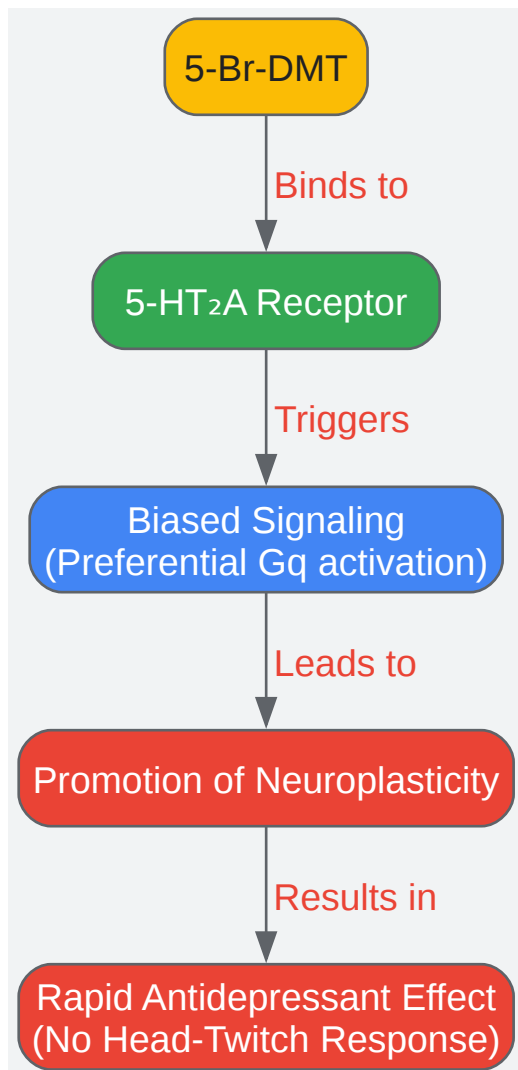 5-Br-DMT
Binds to
5-HT₂A Receptor
Triggers
Biased Signaling
(Preferential Gq activation)
Leads to
Promotion of Neuroplasticity
Results in
Rapid Antidepressant Effect
(No Head-Twitch Response)